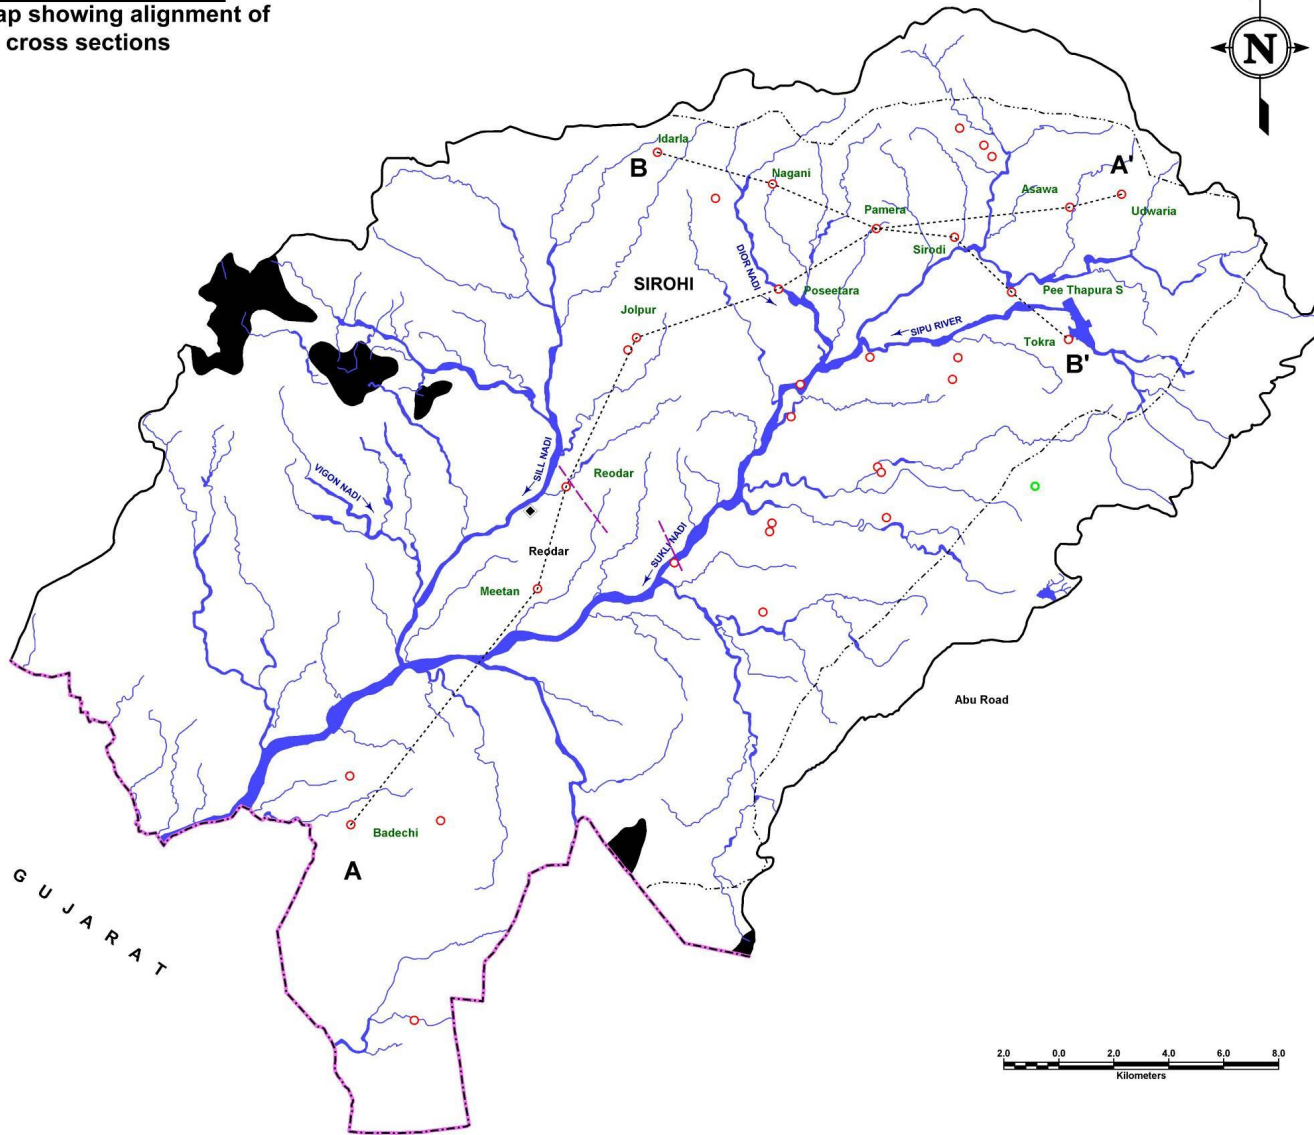 ap showing alignment of
cross sections
N
Idarla
B
Nagani
A'
Asawa
Pamera
Udwaria
Sirodi
DIOR NADI
SIROHI
Poseetara
Pee Thapura S
Jolpur
SIPU RIVER
Tokra
B'
SILL NADI
Reodar
VIGON NADI
SUKLI NADI
Reodar
Meetan
Abu Road
Badechi
A
GUJARAT
2.0 0.0 2.0 4.0 6.0 8.0
Kilometers